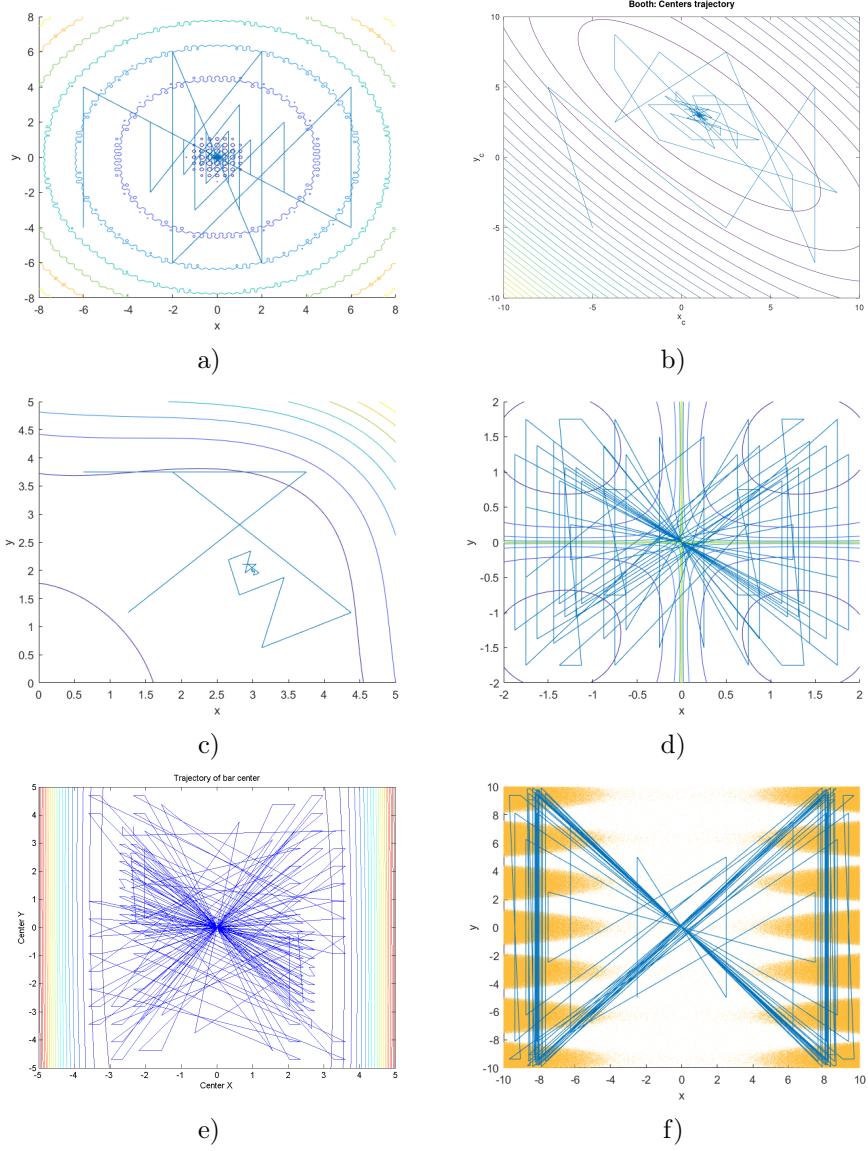 8
6
4
2
0
-2
-4
-6
-8
y
-8 -6 -4 -2 0 2 4 6 8
x
a)
Booth: Centers trajectory
10
5
0
-5
-10
y_c
-10 -5 0 5 10
x_c
b)
5
4.5
4
3.5
3
2.5
2
1.5
1
0.5
0
y
0 0.5 1 1.5 2 2.5 3 3.5 4 4.5 5
x
c)
2
1.5
1
0.5
0
-0.5
-1
-1.5
-2
y
-2 -1.5 -1 -0.5 0 0.5 1 1.5 2
x
d)
Trajectory of bar center
5
4
3
2
1
0
-1
-2
-3
-4
-5
Center Y
-5 -4 -3 -2 -1 0 1 2 3 4 5
Center X
e)
10
8
6
4
2
0
-2
-4
-6
-8
-10
y
-10 -8 -6 -4 -2 0 2 4 6 8 10
x
f)